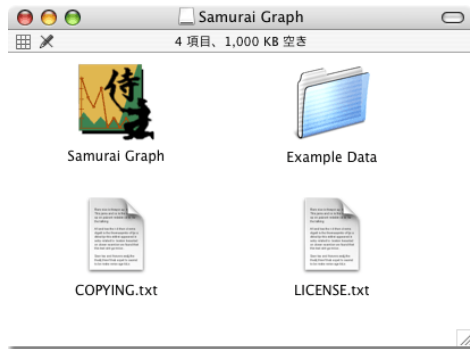 Samurai Graph
4 項目、1,000 KB 空き
侍
Samurai Graph
Example Data
COPYING.txt
LICENSE.txt